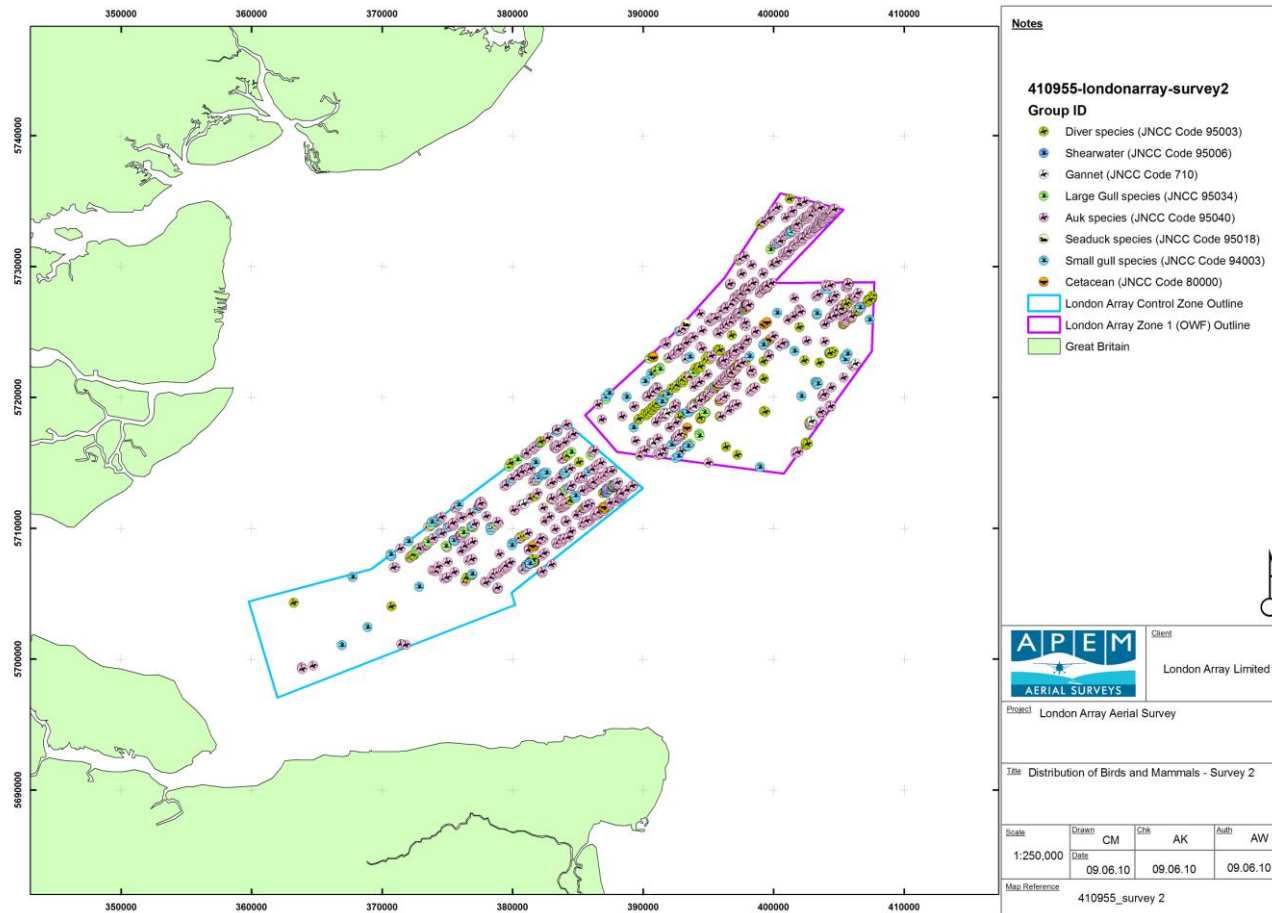 350000 360000 370000 380000 390000 400000 410000
5740000
5730000
5720000
5710000
5700000
5690000
5740000
5730000
5720000
5710000
5700000
5690000
350000 360000 370000 380000 390000 400000 410000
Notes
410955-londonarray-survey2
Group ID
Diver species (JNCC Code 95003)
Shearwater (JNCC Code 95006)
Gannet (JNCC Code 710)
Large Gull species (JNCC 95034)
Auk species (JNCC Code 95040)
Seaduck species (JNCC Code 95018)
Small gull species (JNCC Code 94003)
Cetacean (JNCC Code 80000)
London Array Control Zone Outline
London Array Zone 1 (OWF) Outline
Great Britain
APEM
AERIAL SURVEYS
Client
London Array Limited
Project London Array Aerial Survey
Title Distribution of Birds and Mammals - Survey 2
Scale
1:250,000
Drawn CM
Chk AK
Auth AW
Date
09.06.10 09.06.10 09.06.10
Map Reference
410955_survey 2